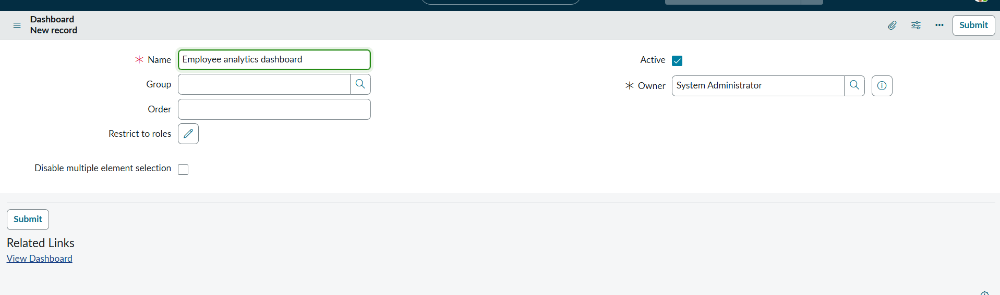 Dashboard
New record
Submit
Name
Employee analytics dashboard
Active
Group
Owner
System Administrator
Order
Restrict to roles
Disable multiple element selection
Submit
Related Links
View Dashboard